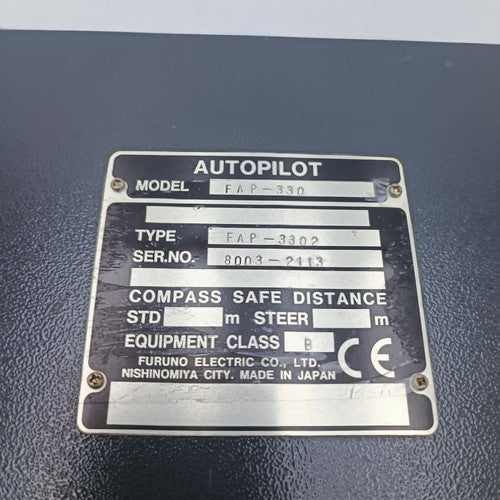 AUTOPILOT
MODEL FAP-330
TYPE FAP-3302
SER.NO. 8003-2113
COMPASS SAFE DISTANCE
STD m STEER m
EQUIPMENT CLASS B
CE
FURUNO ELECTRIC CO., LTD.
NISHINOMIYA CITY. MADE IN JAPAN